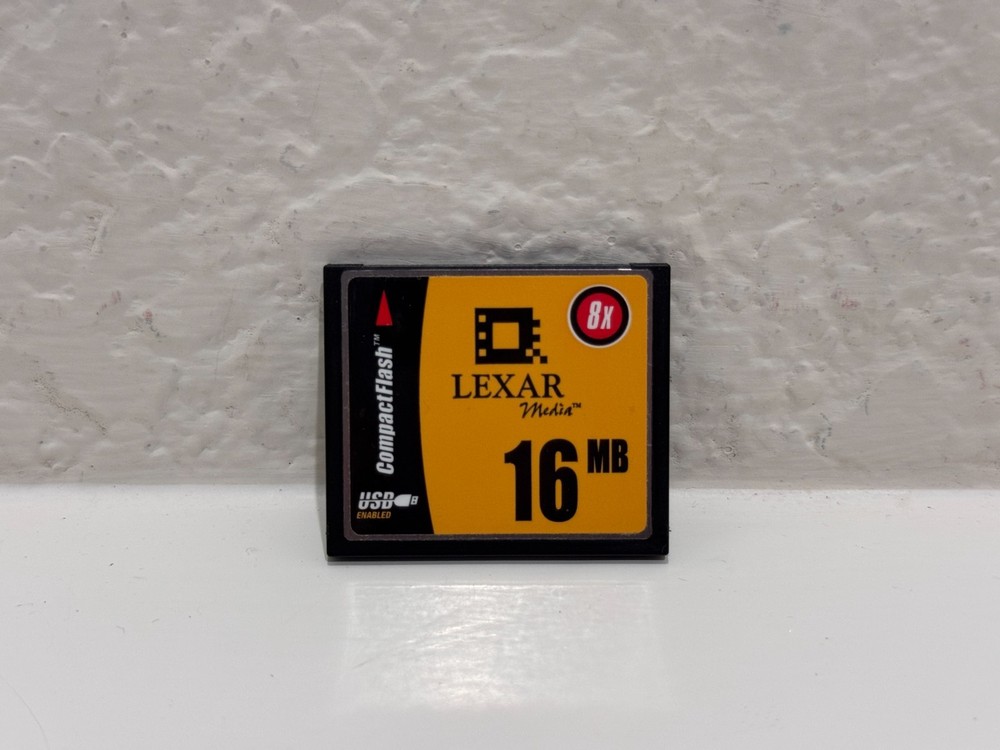 CompactFlash™
USB
ENABLED
8x
LEXAR
Media™
16 MB